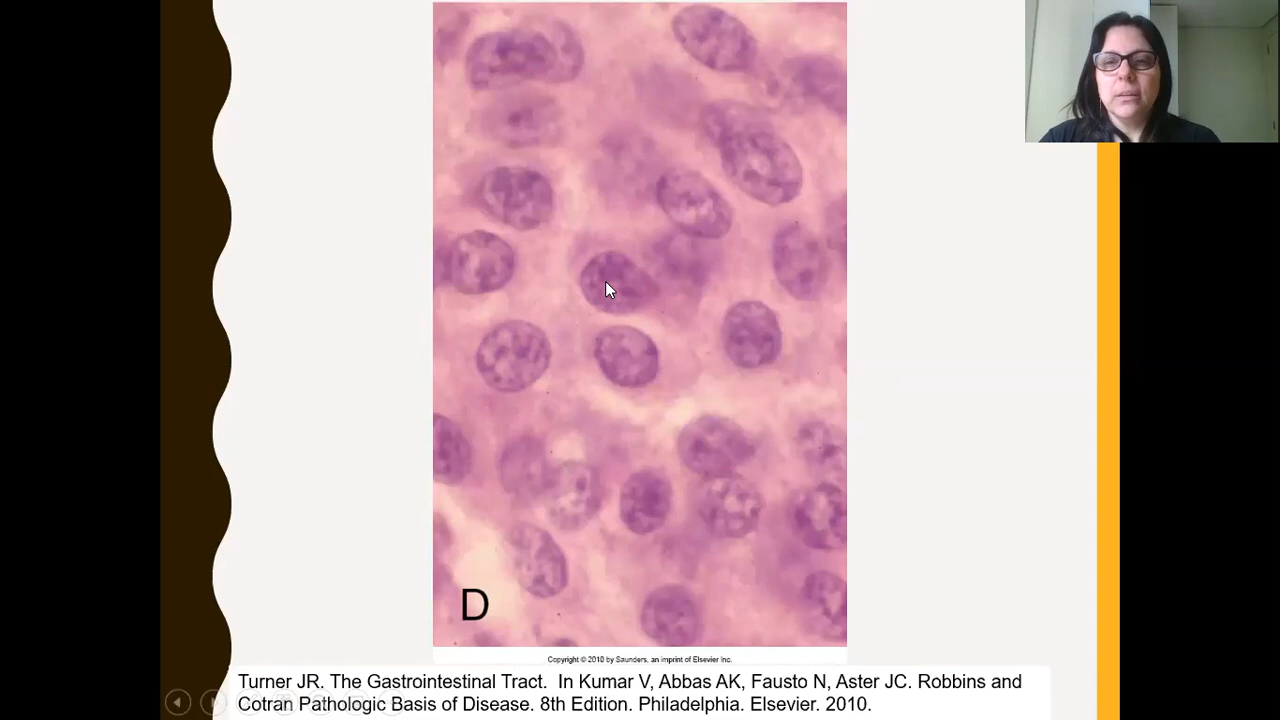 D
Copyright © 2010 by Saunders, an imprint of Elsevier Inc.
Turner JR. The Gastrointestinal Tract. In Kumar V, Abbas AK, Fausto N, Aster JC. Robbins and
Cotran Pathologic Basis of Disease. 8th Edition. Philadelphia. Elsevier. 2010.